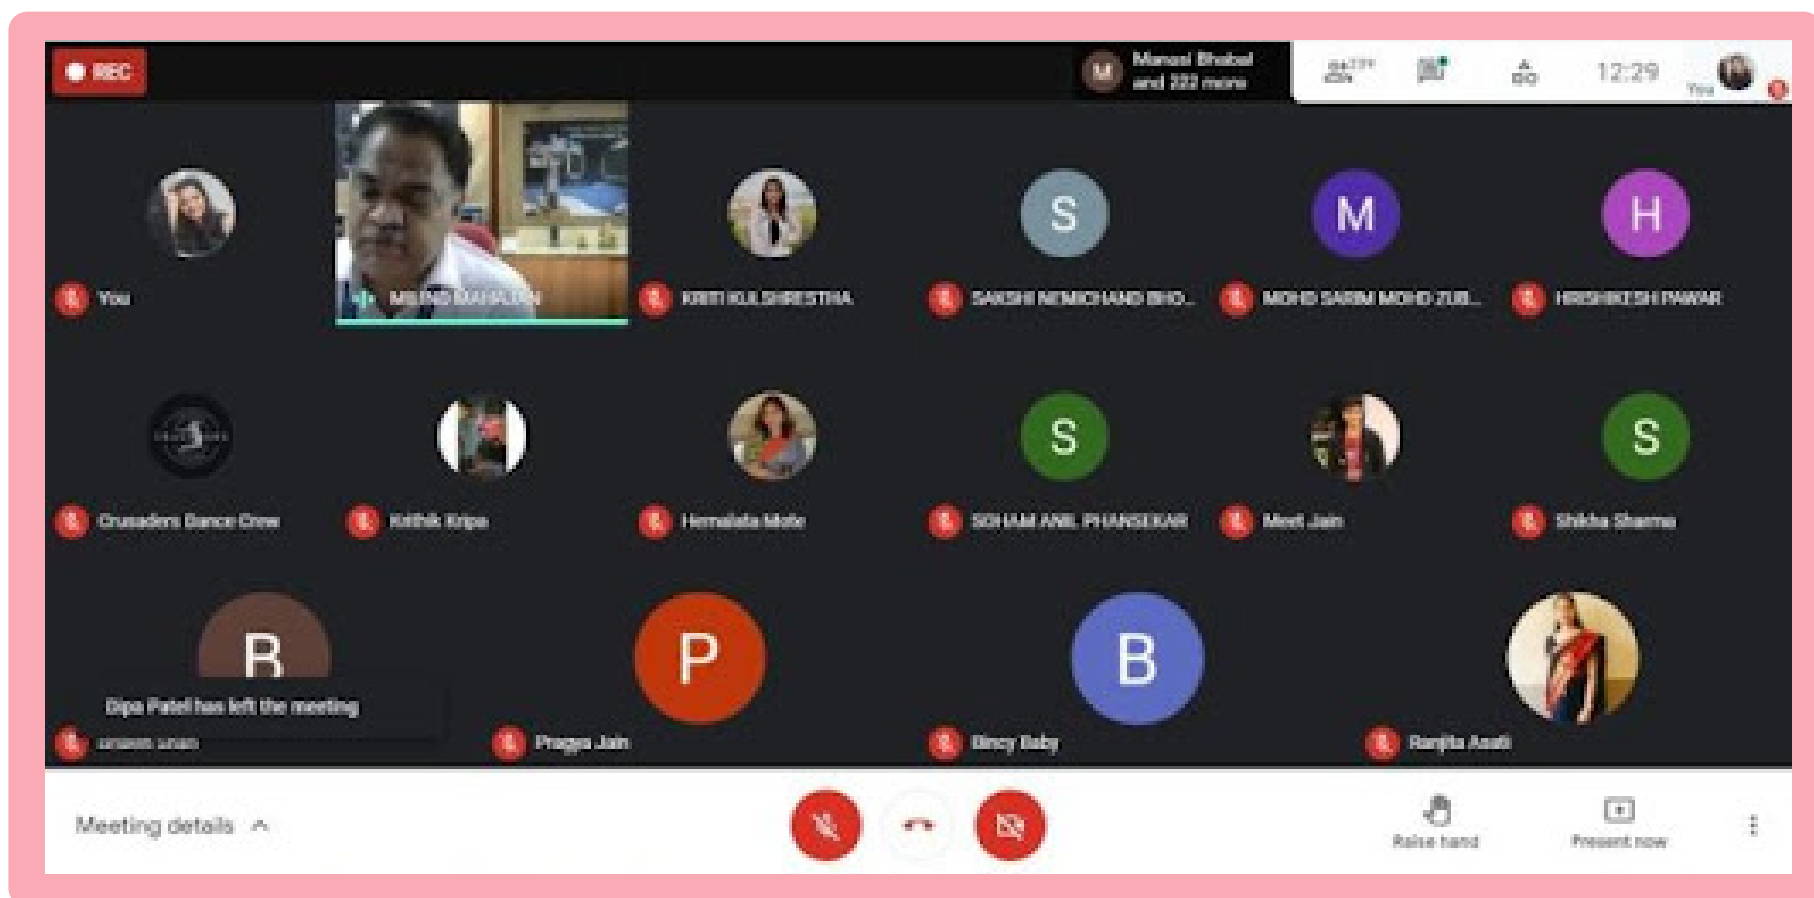 REC
M
Manasi Bhabal
and 222 more
239
12:29
You
S
M
H
You
MILIND MAHAJAN
KRITI KULSHRESTHA
SAKSHI NEMICHAND BHO...
MOHD SARIM MOHD ZUB...
HRISHIKESH PAWAR
S
S
Crusaders Dance Crew
Krithik Kripa
Hemalata Mote
SOHAM ANIL PHANSEKAR
Meet Jain
Shikha Sharma
B
P
B
Dipa Patel has left the meeting
Pragya Jain
Bincy Baby
Ranjita Asati
Meeting details
Raise hand
Present now